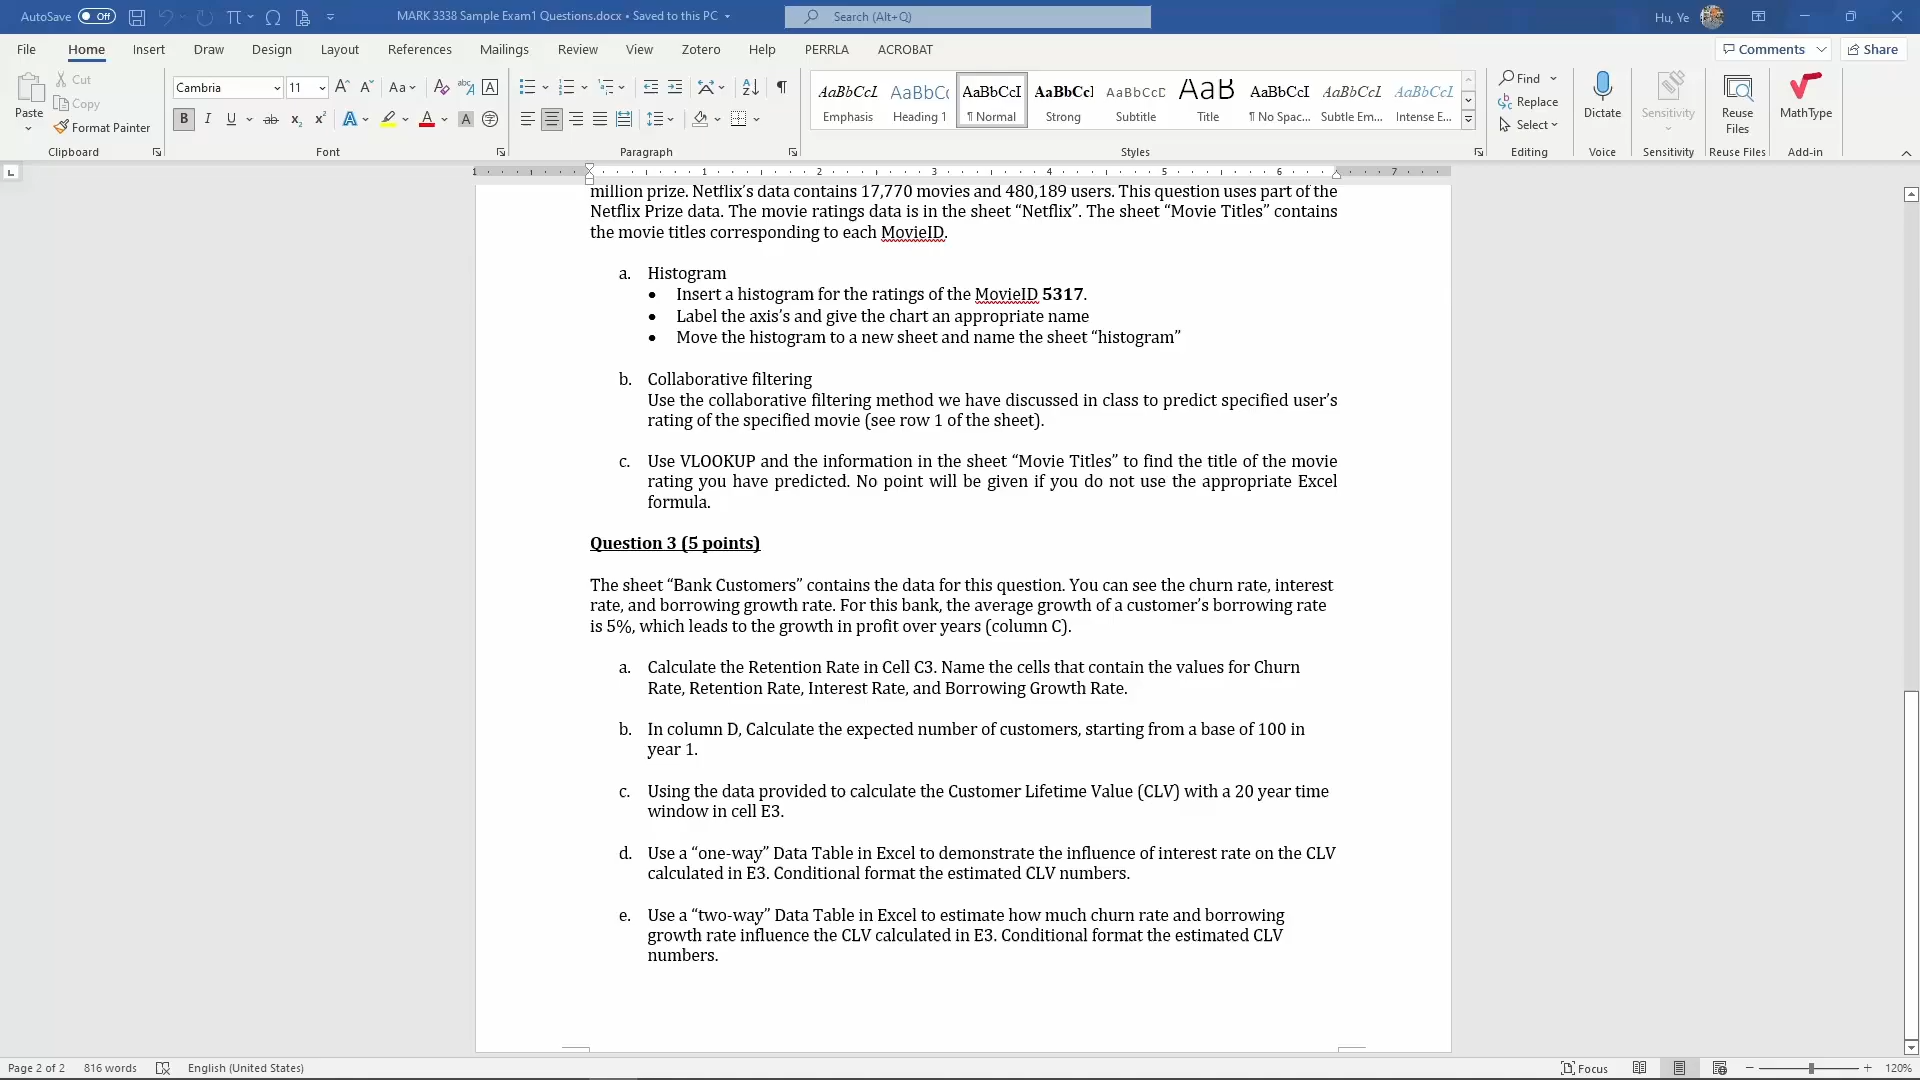 AutoSave Off MARK 3338 Sample Exam1 Questions.docx • Saved to this PC Search (Alt+Q) Hu, Ye
File Home Insert Draw Design Layout References Mailings Review View Zotero Help PERRLA ACROBAT Comments Share
Paste Cut Copy Format Painter
Cambria 11
AaBbCcL AaBbCc AaBbCcI AaBbCcI AaBbCcD AaB AaBbCcI AaBbCcL AaBbCcL
Emphasis Heading 1 ¶ Normal Strong Subtitle Title ¶ No Spac... Subtle Em... Intense E...
Find Replace Select
Dictate Sensitivity Reuse Files MathType
Clipboard Font Paragraph Styles Editing Voice Sensitivity Reuse Files Add-in
1 1 2 3 4 5 6 7
million prize. Netflix’s data contains 17,770 movies and 480,189 users. This question uses part of the
Netflix Prize data. The movie ratings data is in the sheet “Netflix”. The sheet “Movie Titles” contains
the movie titles corresponding to each MovieID.
a. Histogram
• Insert a histogram for the ratings of the MovieID 5317.
• Label the axis’s and give the chart an appropriate name
• Move the histogram to a new sheet and name the sheet “histogram”
b. Collaborative filtering
Use the collaborative filtering method we have discussed in class to predict specified user’s
rating of the specified movie (see row 1 of the sheet).
c. Use VLOOKUP and the information in the sheet “Movie Titles” to find the title of the movie
rating you have predicted. No point will be given if you do not use the appropriate Excel
formula.
Question 3 (5 points)
The sheet “Bank Customers” contains the data for this question. You can see the churn rate, interest
rate, and borrowing growth rate. For this bank, the average growth of a customer’s borrowing rate
is 5%, which leads to the growth in profit over years (column C).
a. Calculate the Retention Rate in Cell C3. Name the cells that contain the values for Churn
Rate, Retention Rate, Interest Rate, and Borrowing Growth Rate.
b. In column D, Calculate the expected number of customers, starting from a base of 100 in
year 1.
c. Using the data provided to calculate the Customer Lifetime Value (CLV) with a 20 year time
window in cell E3.
d. Use a “one-way” Data Table in Excel to demonstrate the influence of interest rate on the CLV
calculated in E3. Conditional format the estimated CLV numbers.
e. Use a “two-way” Data Table in Excel to estimate how much churn rate and borrowing
growth rate influence the CLV calculated in E3. Conditional format the estimated CLV
numbers.
Page 2 of 2 816 words English (United States) Focus 120%